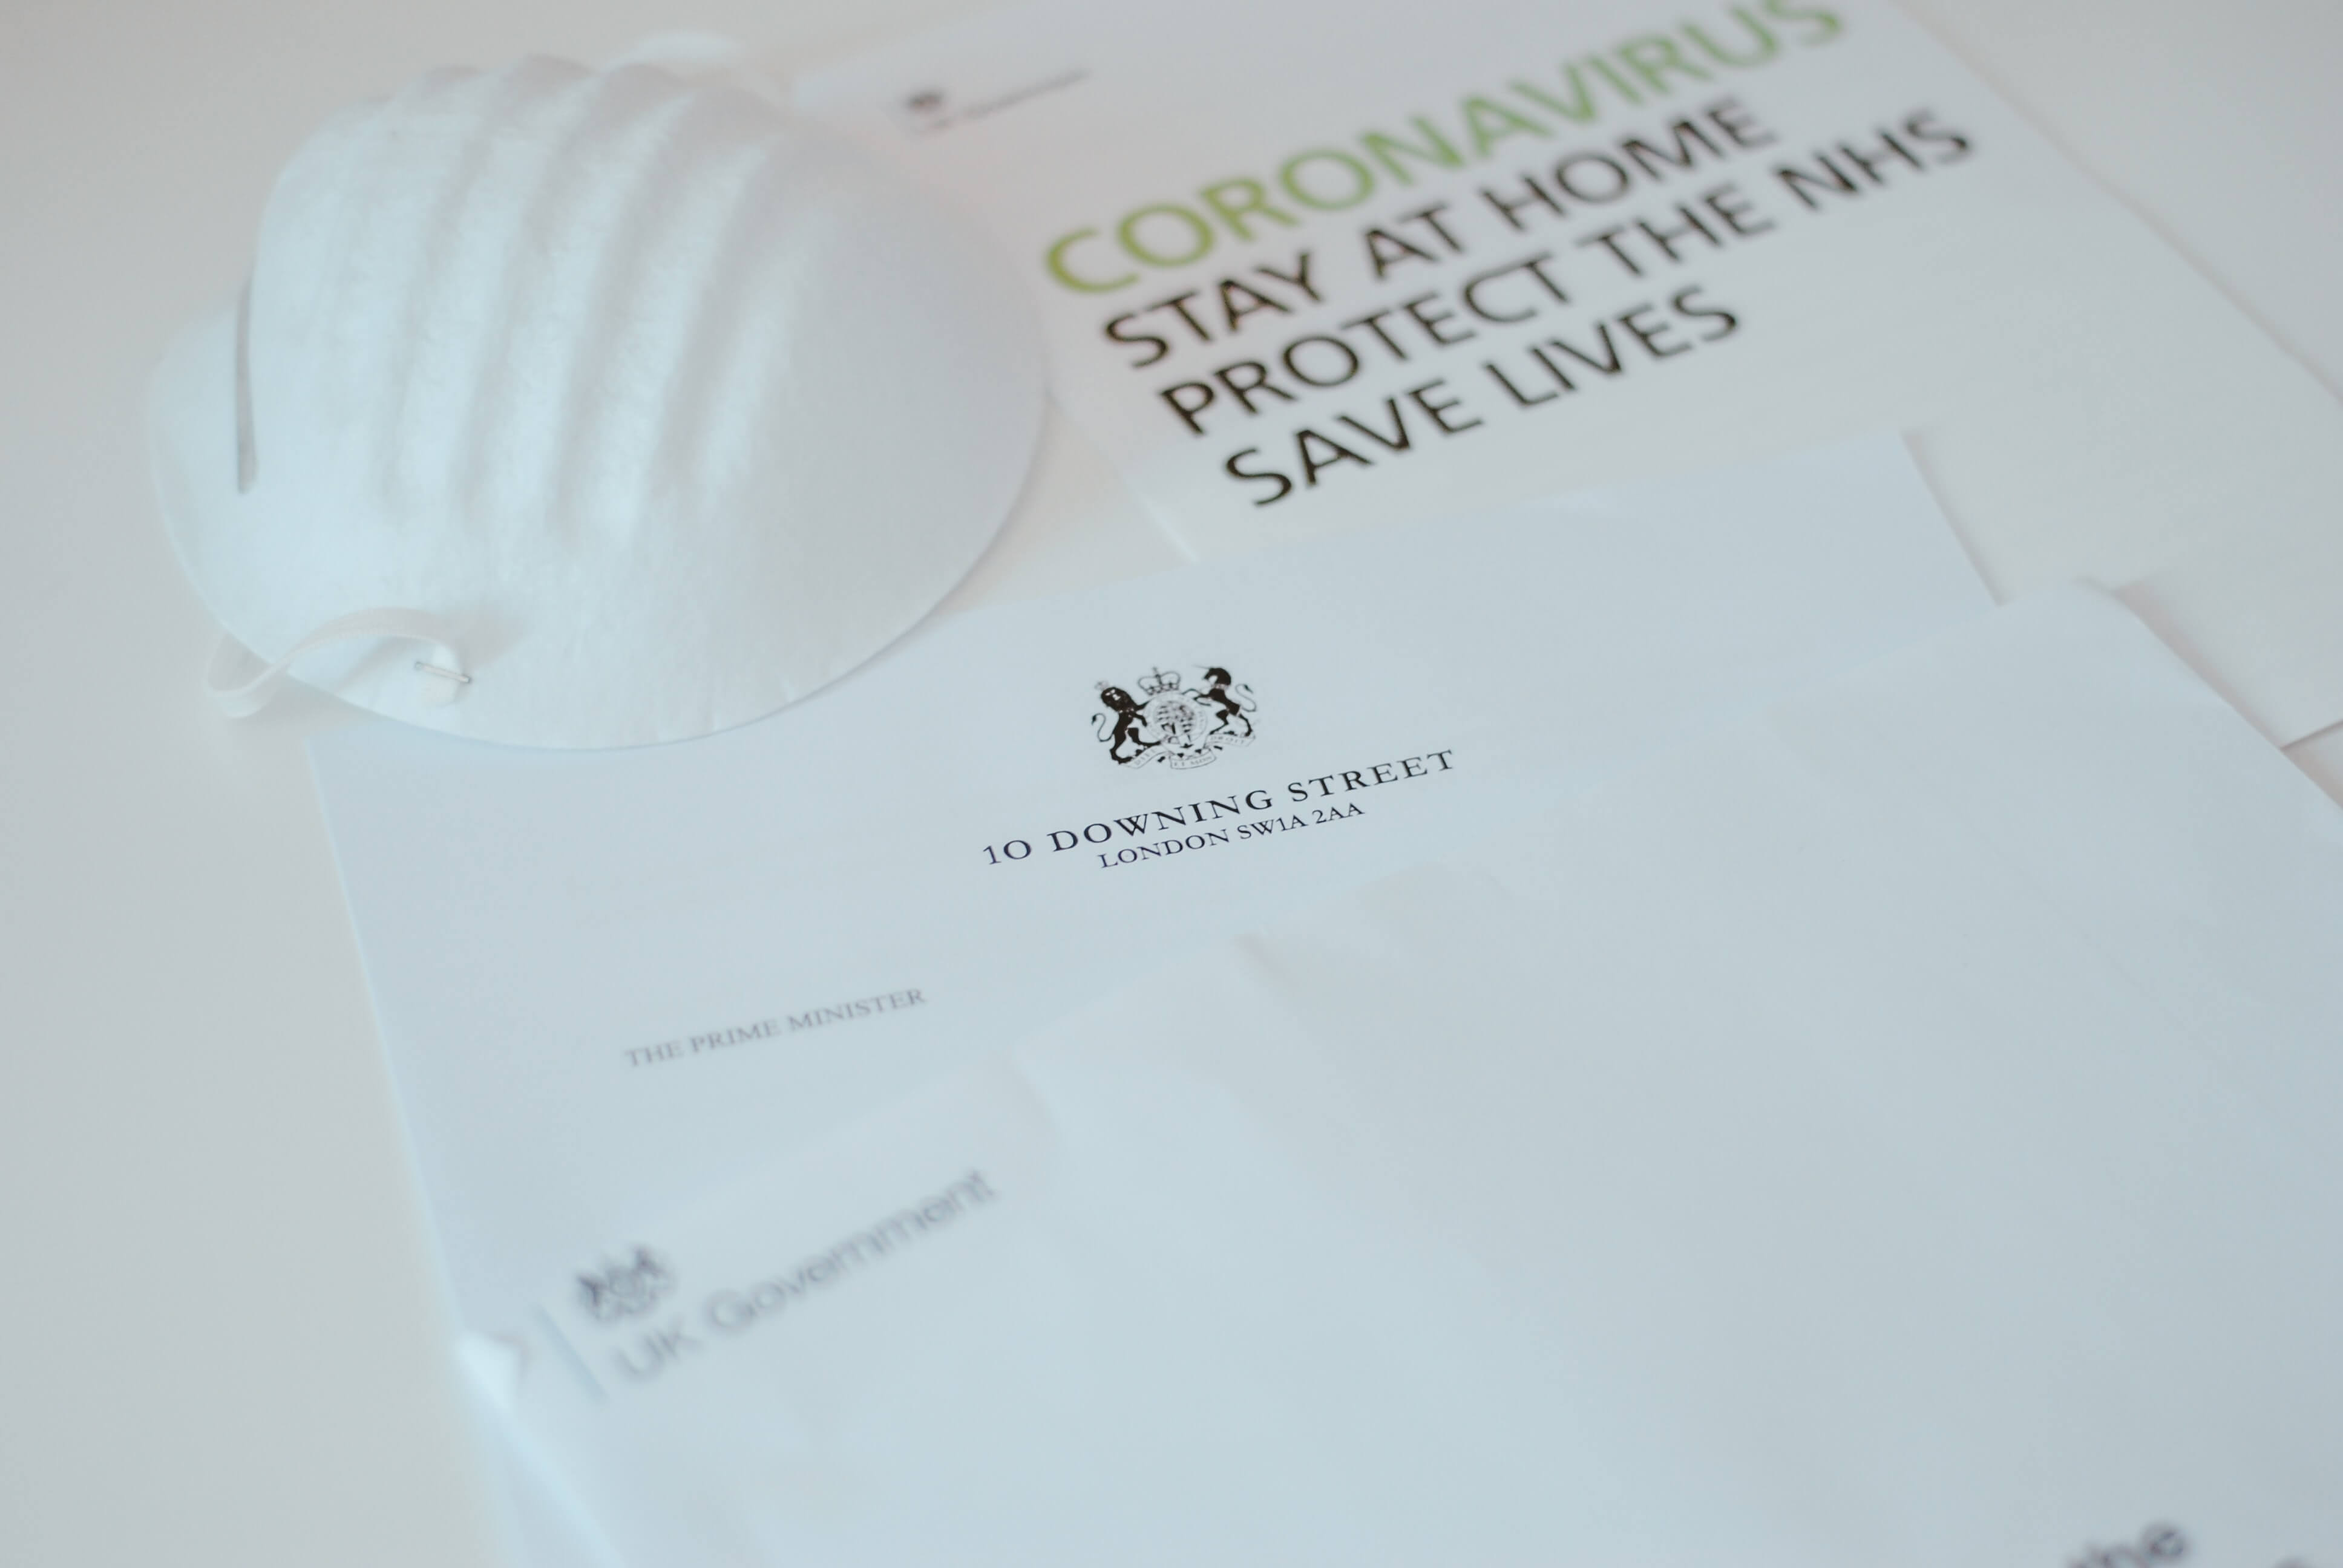 CORONAVIRUS
STAY AT HOME
PROTECT THE NHS
SAVE LIVES
10 DOWNING STREET
LONDON SW1A 2AA
THE PRIME MINISTER
UK Government
the